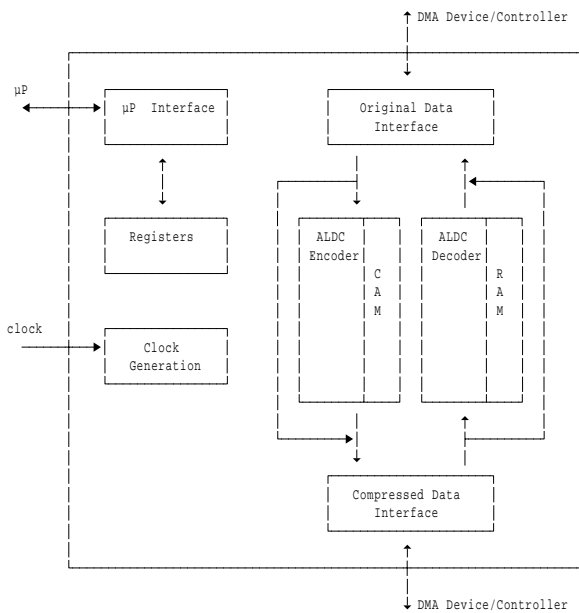 DMA Device/Controller
µP
µP Interface
Original Data
Interface
Registers
ALDC
Encoder
C
A
M
ALDC
Decoder
R
A
M
clock
Clock
Generation
Compressed Data
Interface
DMA Device/Controller